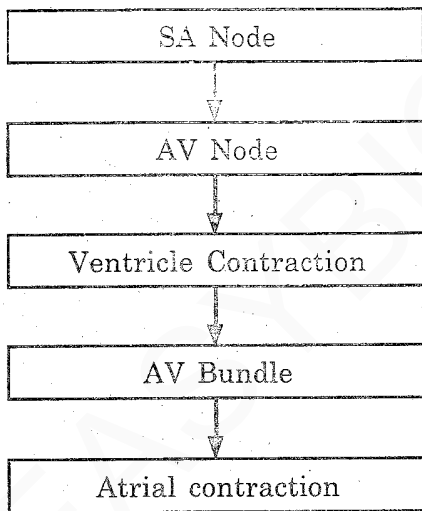 SA Node
AV Node
Ventricle Contraction
AV Bundle
Atrial contraction